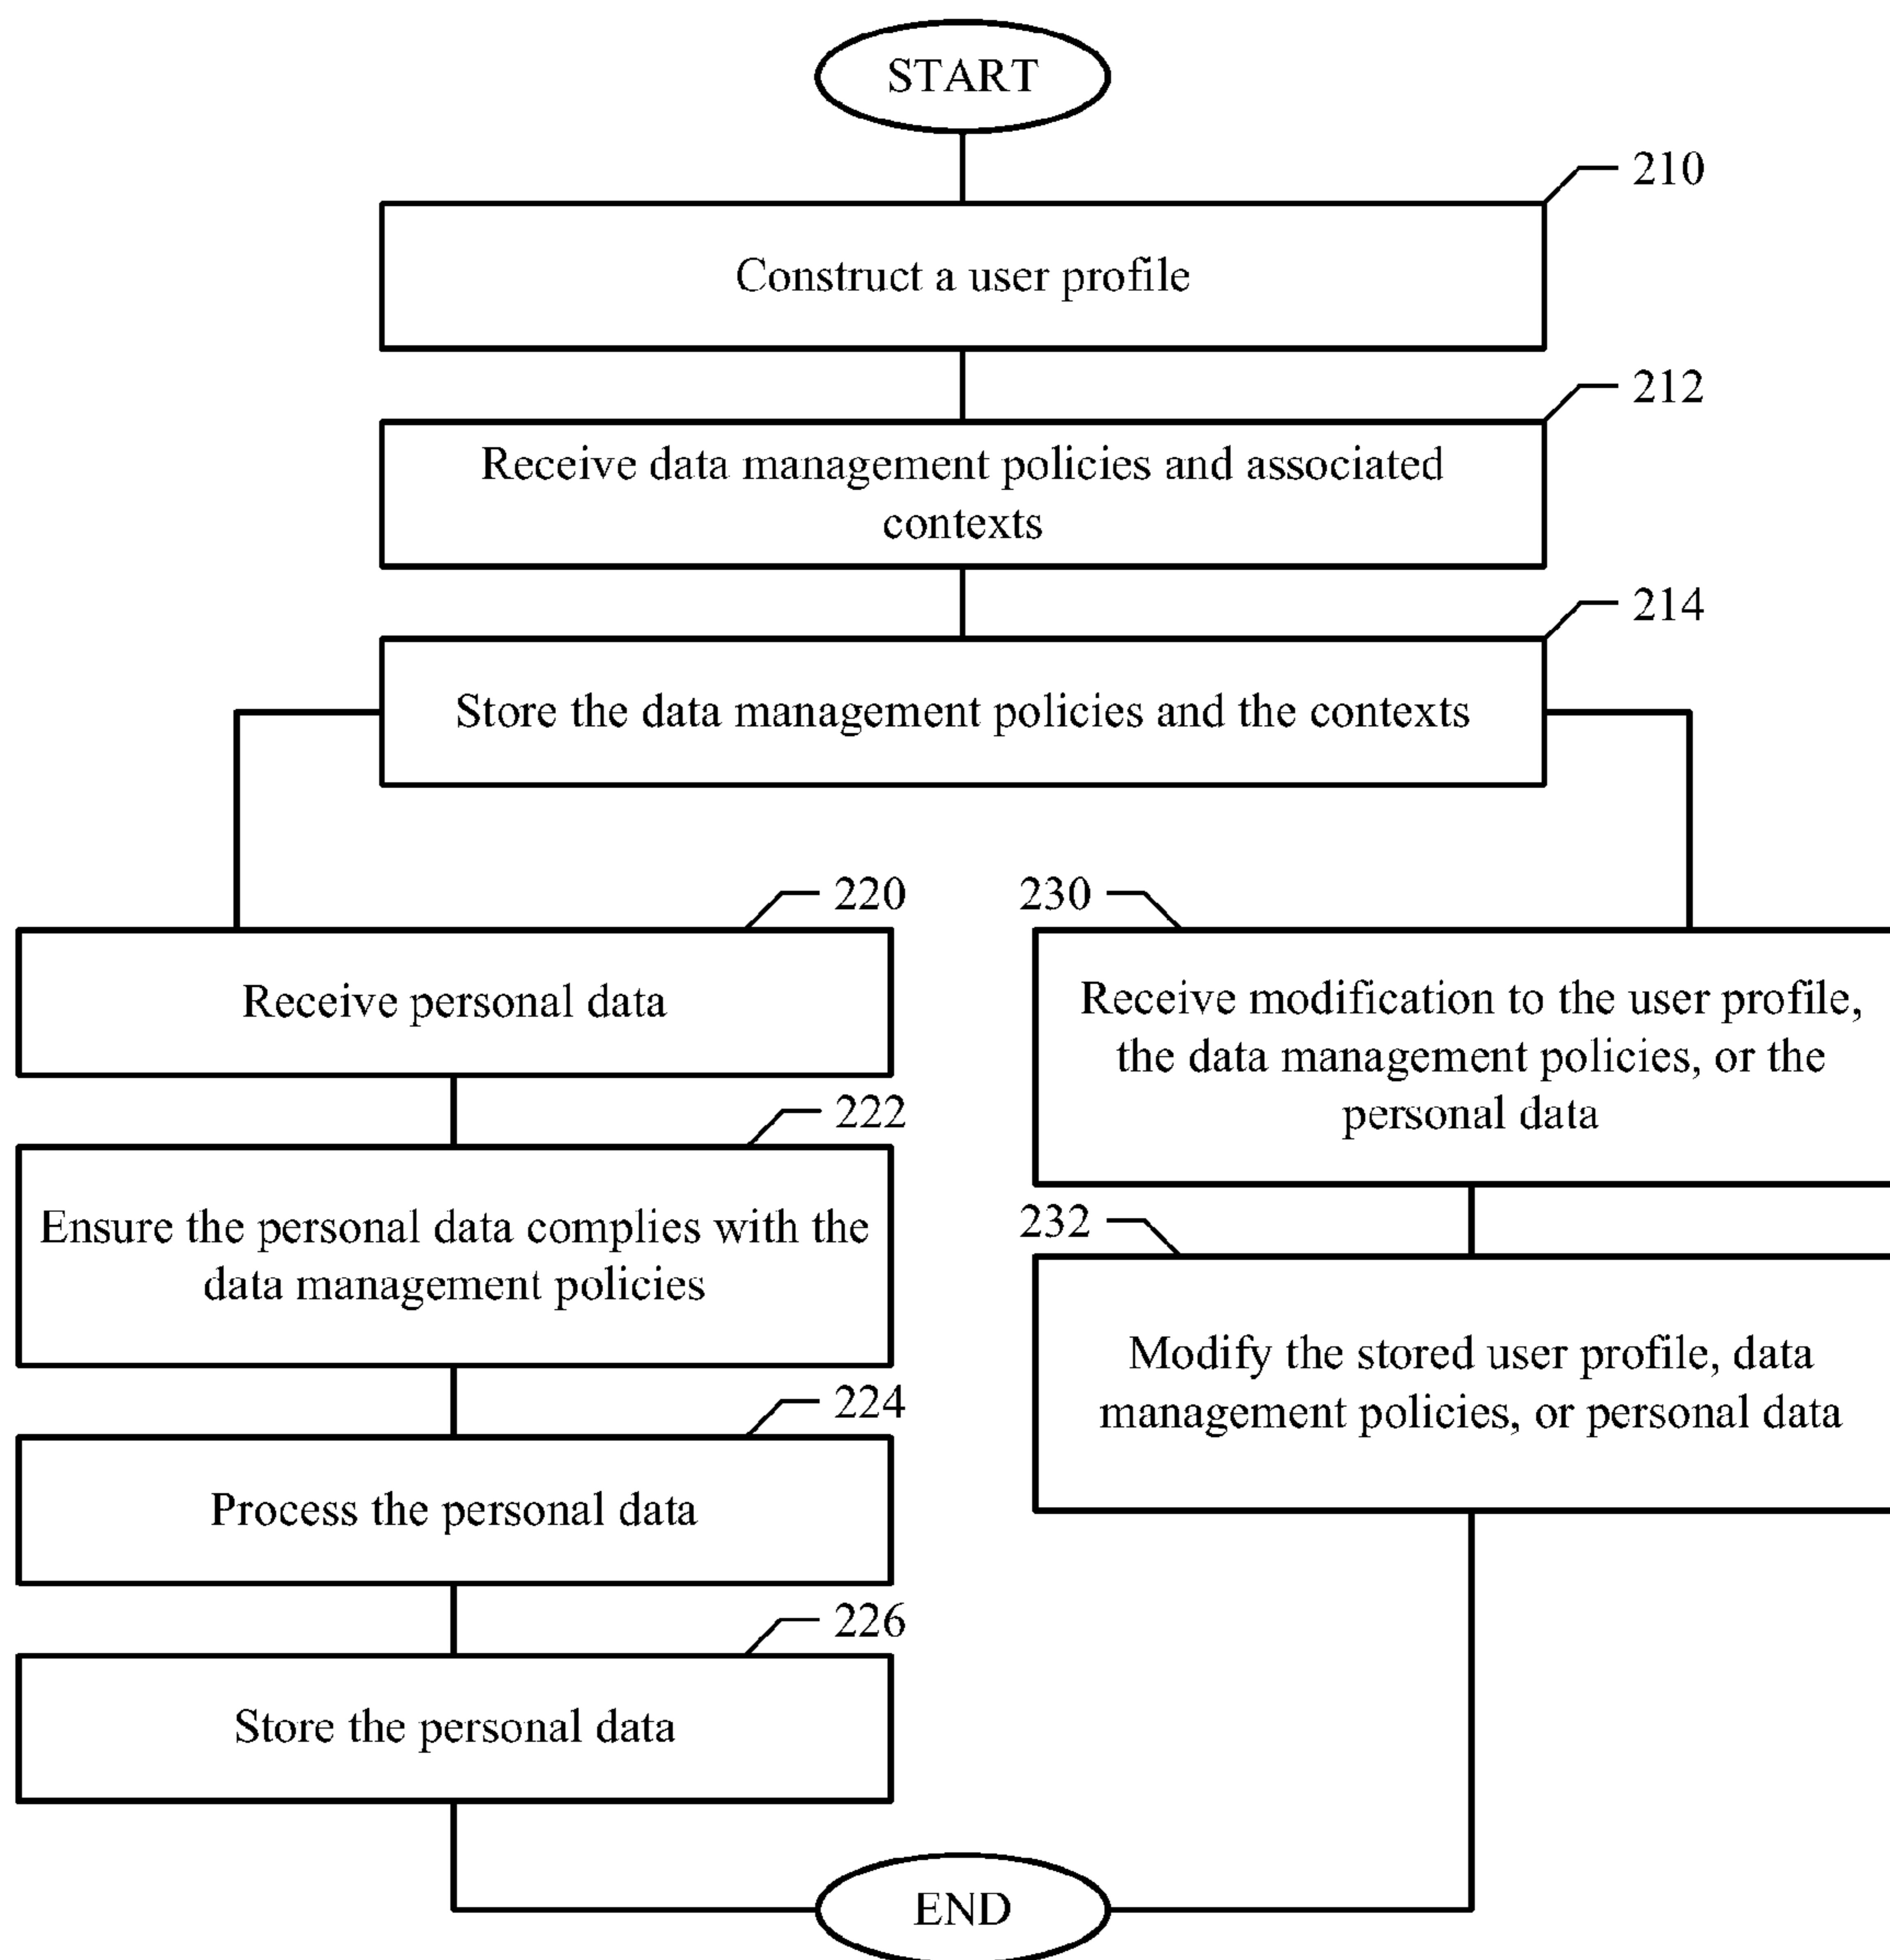 START
210
Construct a user profile
212
Receive data management policies and associated
contexts
214
Store the data management policies and the contexts
220
Receive personal data
222
Ensure the personal data complies with the
data management policies
224
Process the personal data
226
Store the personal data
230
Receive modification to the user profile,
the data management policies, or the
personal data
232
Modify the stored user profile, data
management policies, or personal data
END